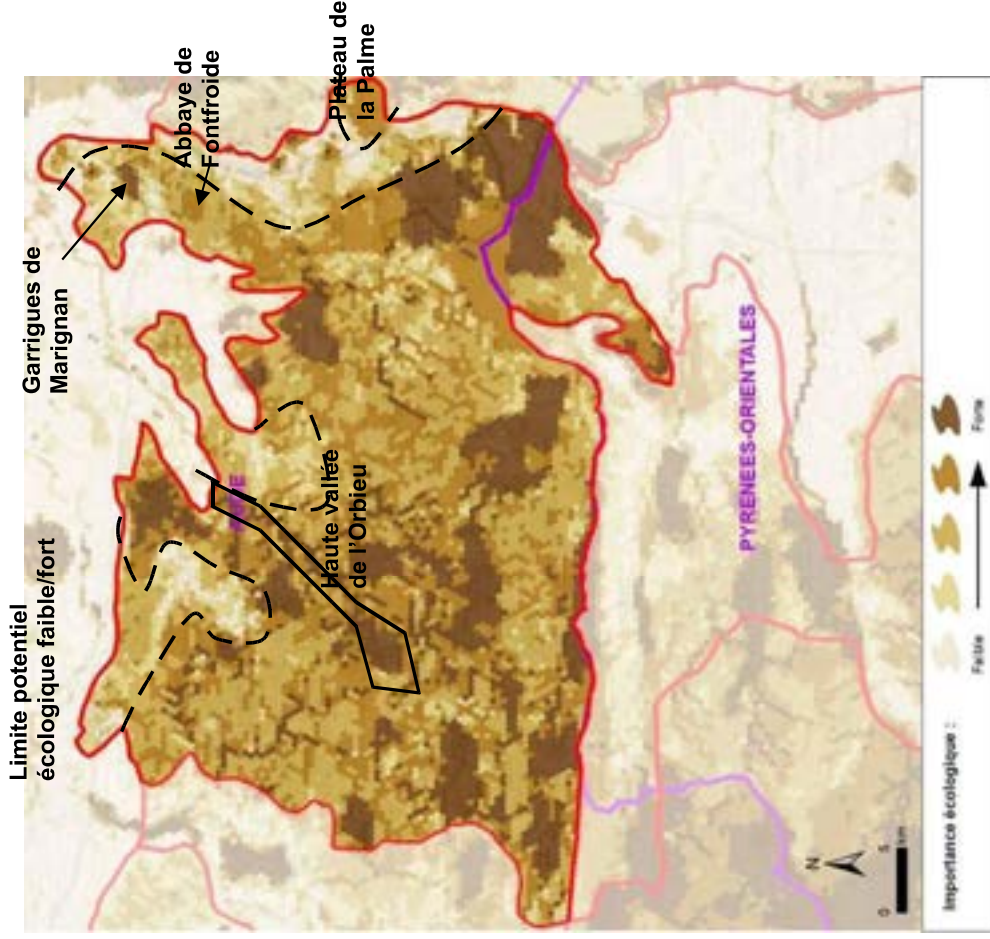 Limite potentiel
écologique faible/fort
Garrigues de
Marignan
Abbaye de
Fontfroide
Plateau de
la Palme
Haute vallée
de l'Orbieu
PYRENEES-ORIENTALES
N
0 5
km
Importance écologique :
Faible
Forte